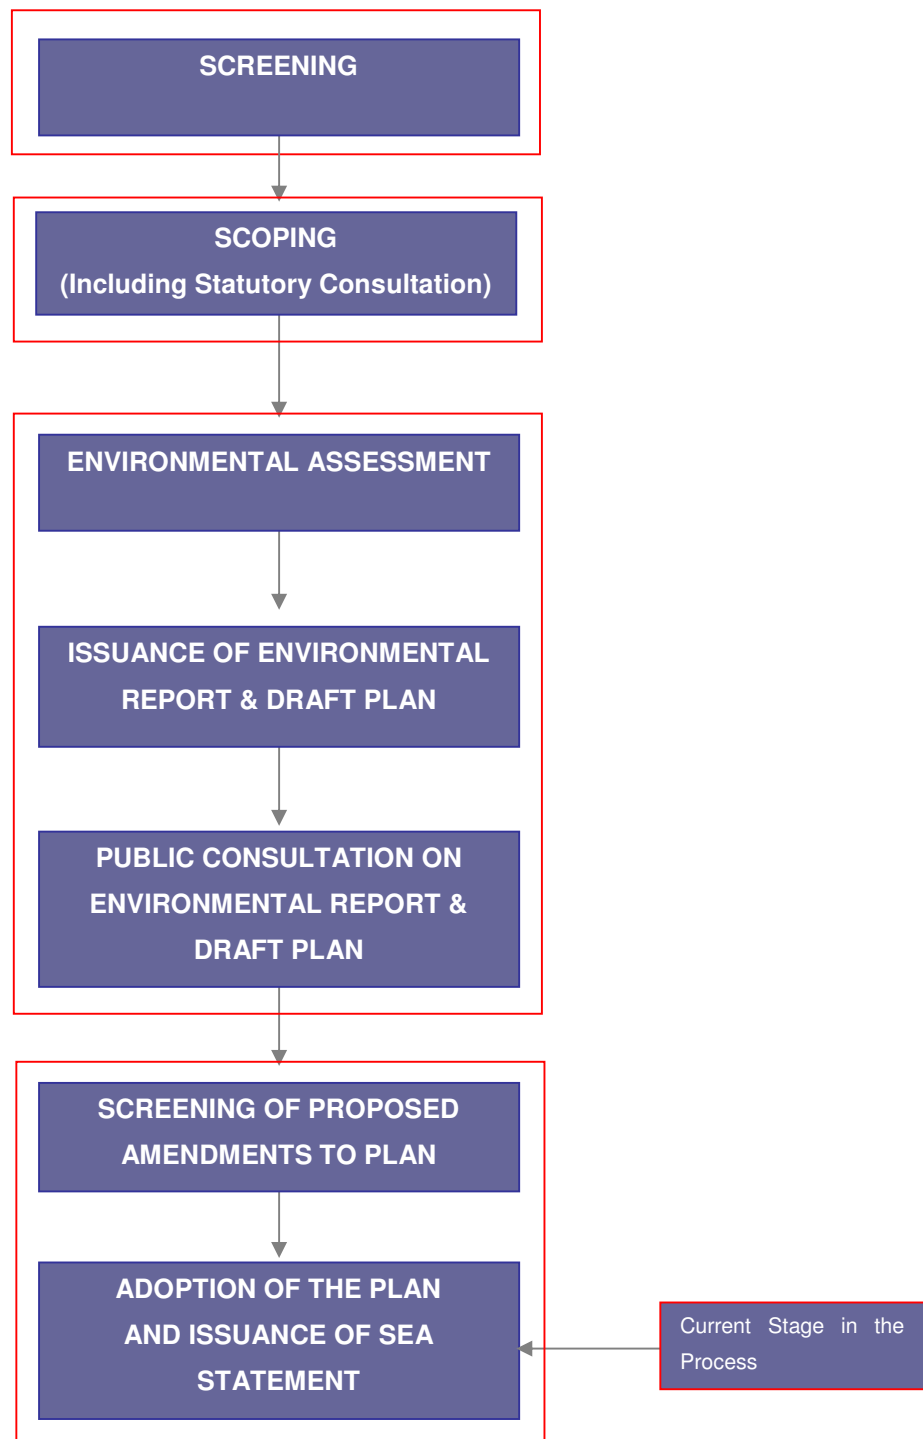 SCREENING
SCOPING
(Including Statutory Consultation)
ENVIRONMENTAL ASSESSMENT
ISSUANCE OF ENVIRONMENTAL
REPORT & DRAFT PLAN
PUBLIC CONSULTATION ON
ENVIRONMENTAL REPORT &
DRAFT PLAN
SCREENING OF PROPOSED
AMENDMENTS TO PLAN
ADOPTION OF THE PLAN
AND ISSUANCE OF SEA
STATEMENT
Current Stage in the
Process